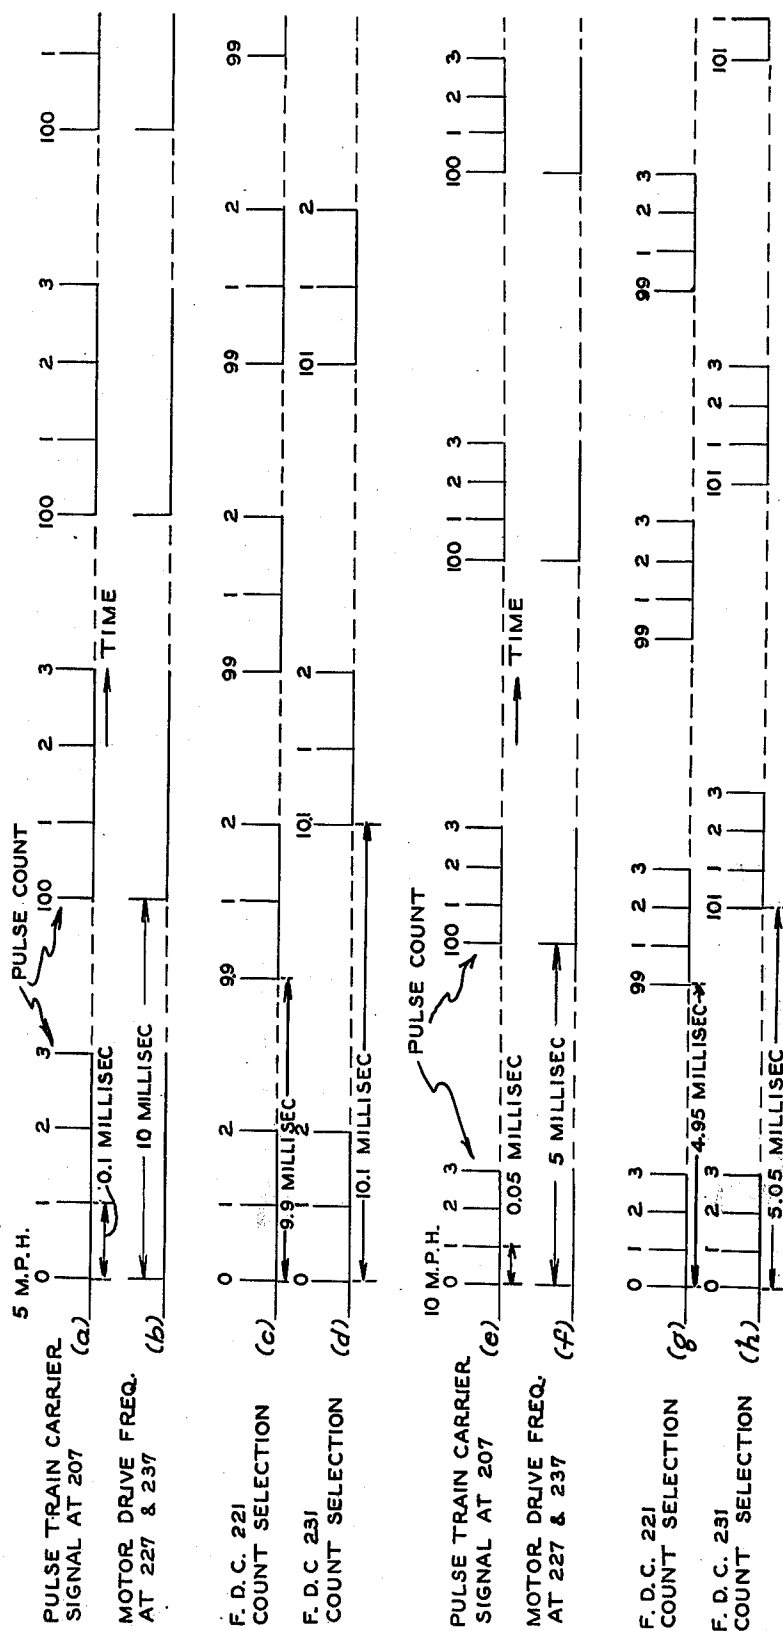 5 M.P.H.
PULSE COUNT
0 1 2 3 100 1 2 3 100 1 2 3 100 1
PULSE TRAIN CARRIER
SIGNAL AT 207
(a)
0.1 MILLISEC
TIME
MOTOR DRIVE FREQ.
AT 227 & 237
(b)
10 MILLISEC
0 1 2 99 1 2 99 1 2 99 1 2 99
F. D. C. 221
COUNT SELECTION
(c)
9.9 MILLISEC
0 1 2 101 1 2 101 1 2
F. D. C 231
COUNT SELECTION
(d)
10.1 MILLISEC
10 M.P.H.
PULSE COUNT
0 1 2 3 100 1 2 3 100 1 2 3 100 1 2 3
PULSE TRAIN CARRIER
SIGNAL AT 207
(e)
0.05 MILLISEC
TIME
MOTOR DRIVE FREQ.
AT 227 & 237
(f)
5 MILLISEC
0 1 2 3 99 1 2 3 99 1 2 3 99 1 2 3
F. D. C. 221
COUNT SELECTION
(g)
4.95 MILLISEC
0 1 2 3 101 1 2 3 101 1 2 3 101 1
F. D. C. 231
COUNT SELECTION
(h)
5.05 MILLISEC